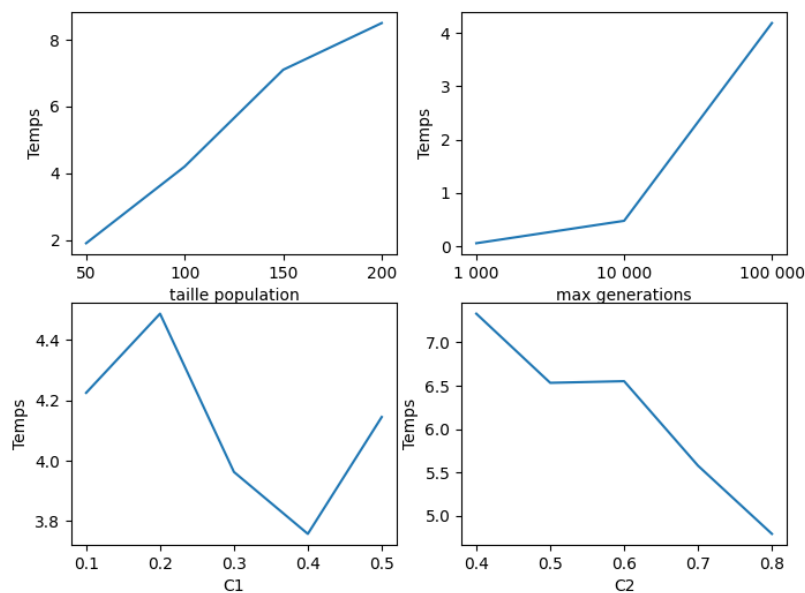 8
6
4
2
Temps
50 100 150 200
taille population
4
3
2
1
0
Temps
1 000 10 000 100 000
max generations
4.4
4.2
4.0
3.8
Temps
0.1 0.2 0.3 0.4 0.5
C1
7.0
6.5
6.0
5.5
5.0
Temps
0.4 0.5 0.6 0.7 0.8
C2